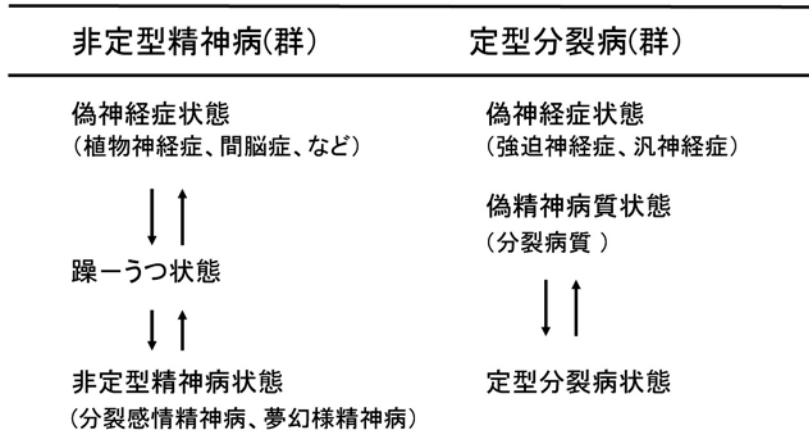 非定型精神病(群)
定型分裂病(群)
偽神経症状態
(植物神経症、間脳症、など)
躁ーうつ状態
非定型精神病状態
(分裂感情精神病、夢幻様精神病)
偽神経症状態
(強迫神経症、汎神経症)
偽精神病質状態
(分裂病質 )
定型分裂病状態